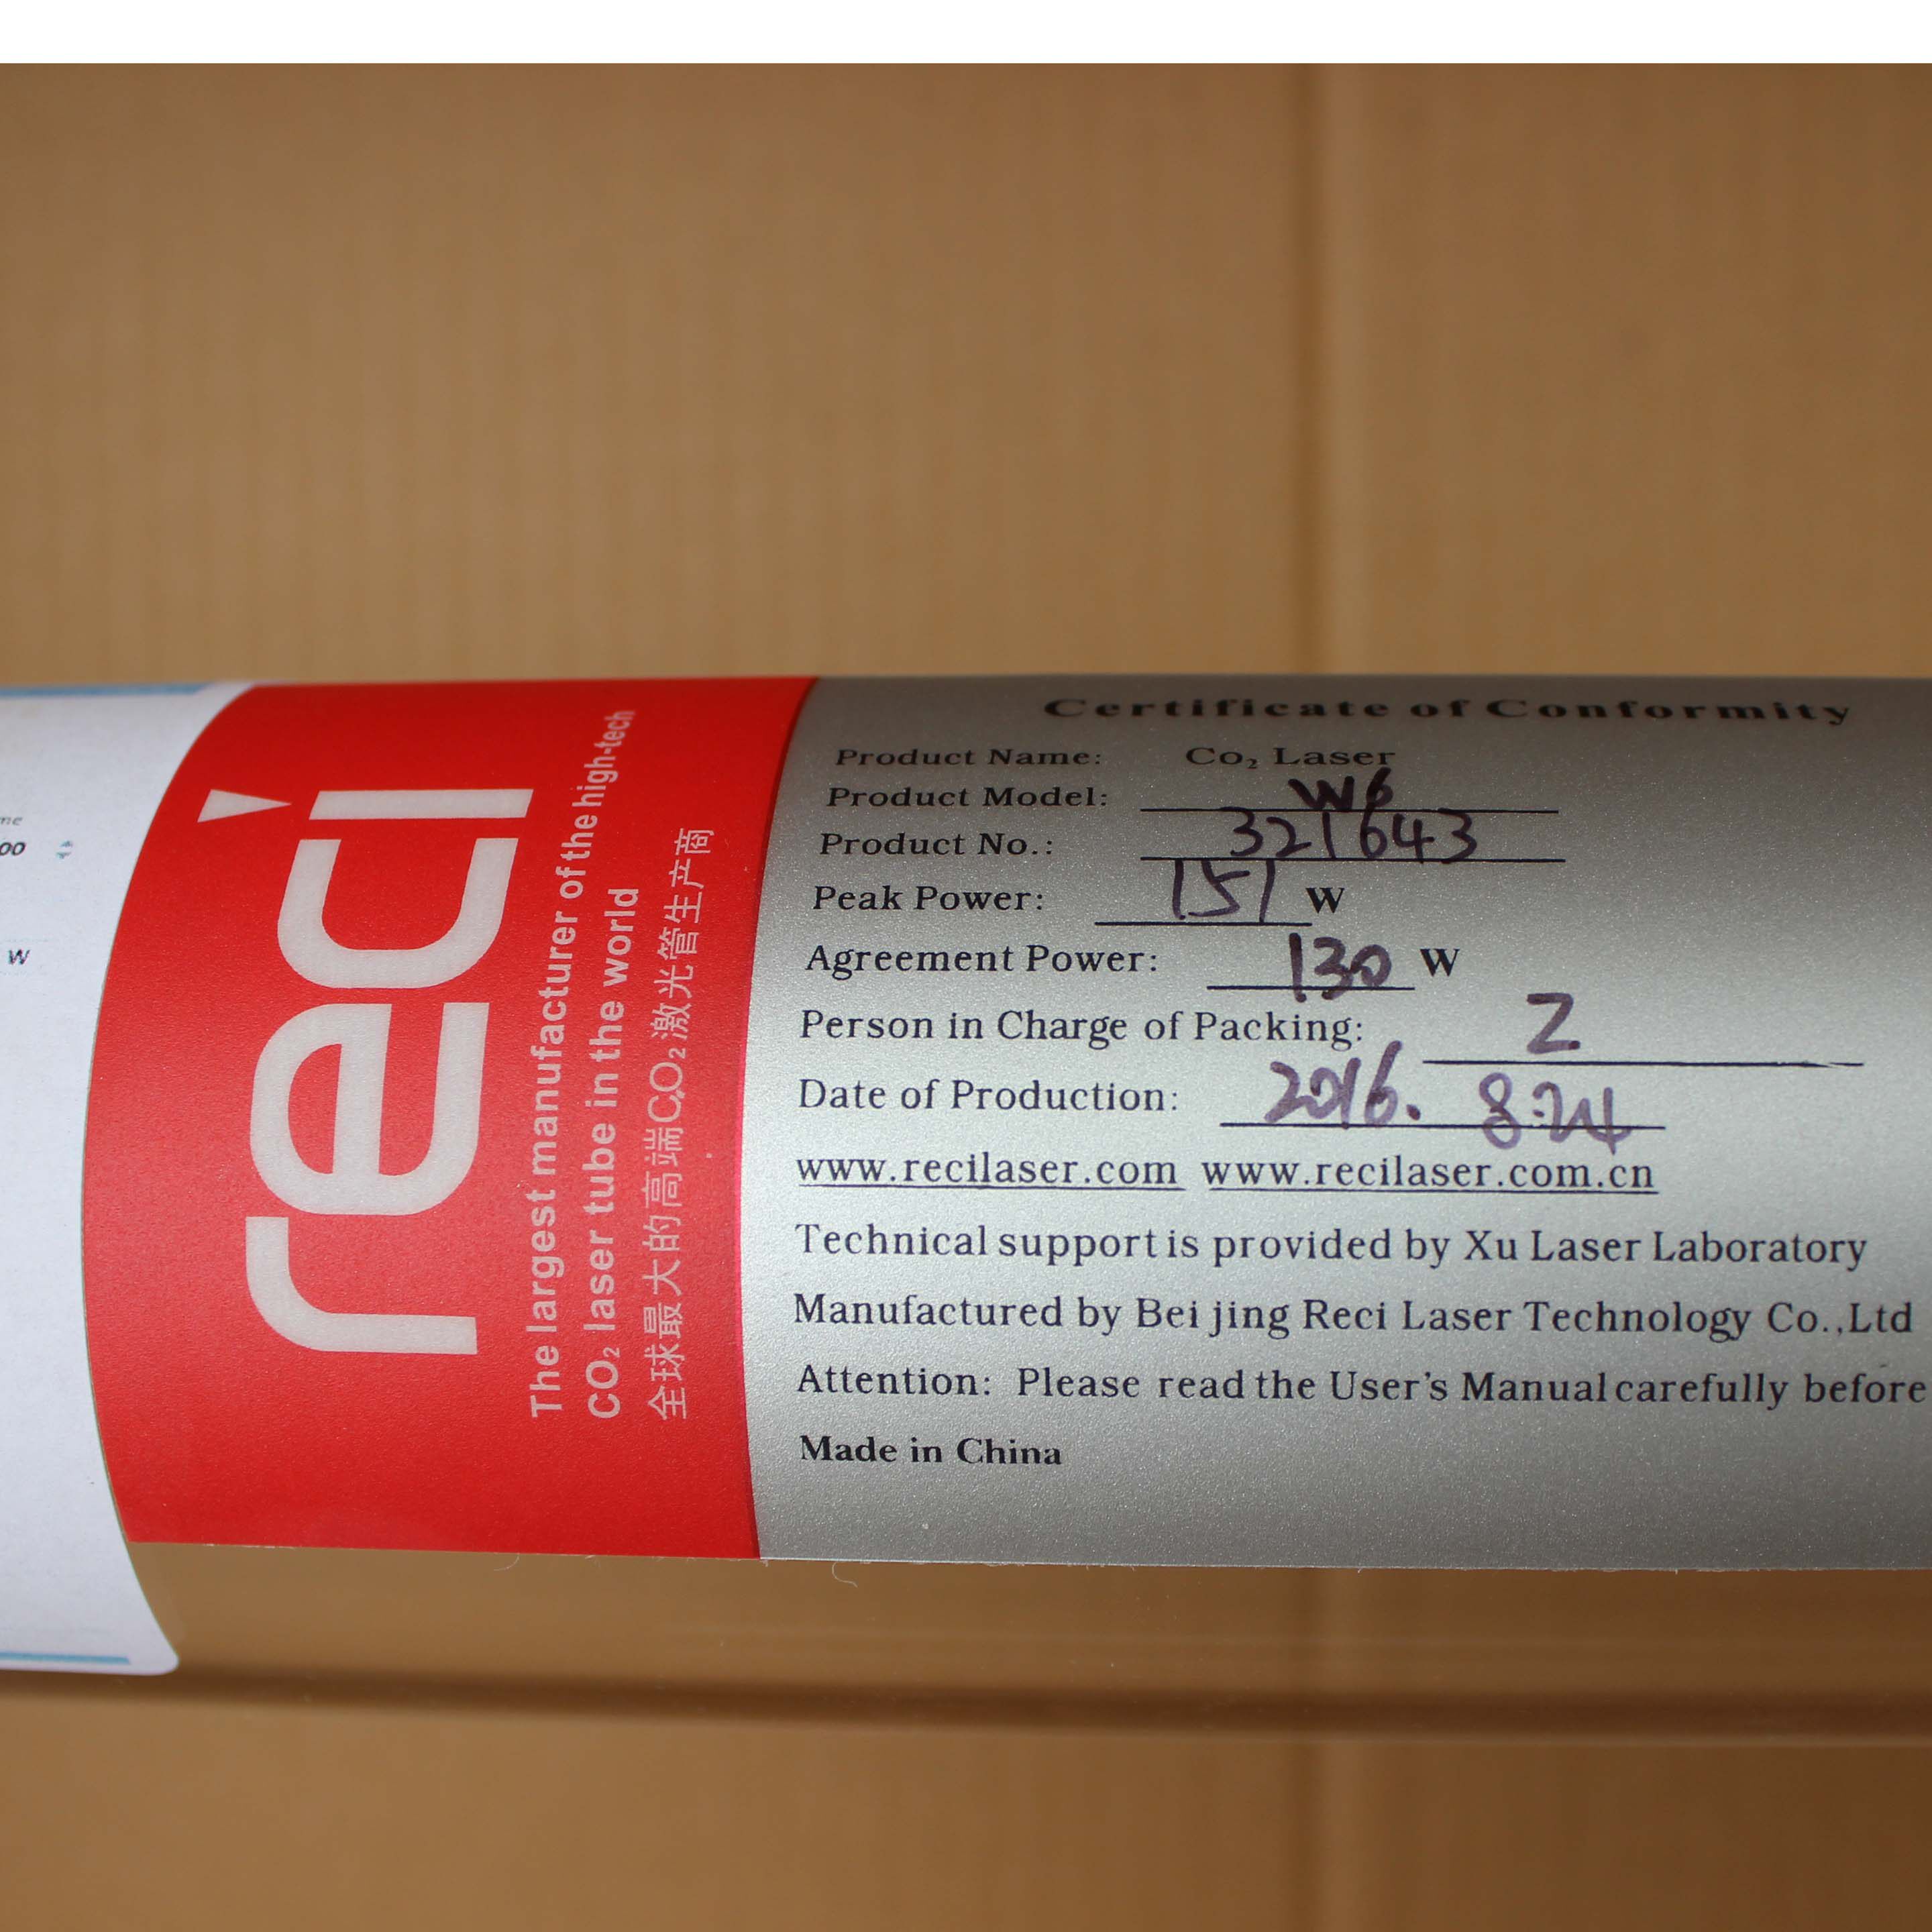 00
W
reci
The largest manufacturer of the high-tech
CO₂ laser tube in the world
全球最大的高端CO₂激光管生产商
Certificate of Conformity
Product Name: Co₂ Laser
Product Model: W6
Product No.: 321643
Peak Power: 151 W
Agreement Power: 130 W
Person in Charge of Packing: Z
Date of Production: 2016. 8.24
www.recilaser.com www.recilaser.com.cn
Technical support is provided by Xu Laser Laboratory
Manufactured by Beijing Reci Laser Technology Co.,Ltd
Attention: Please read the User's Manual carefully before
Made in China